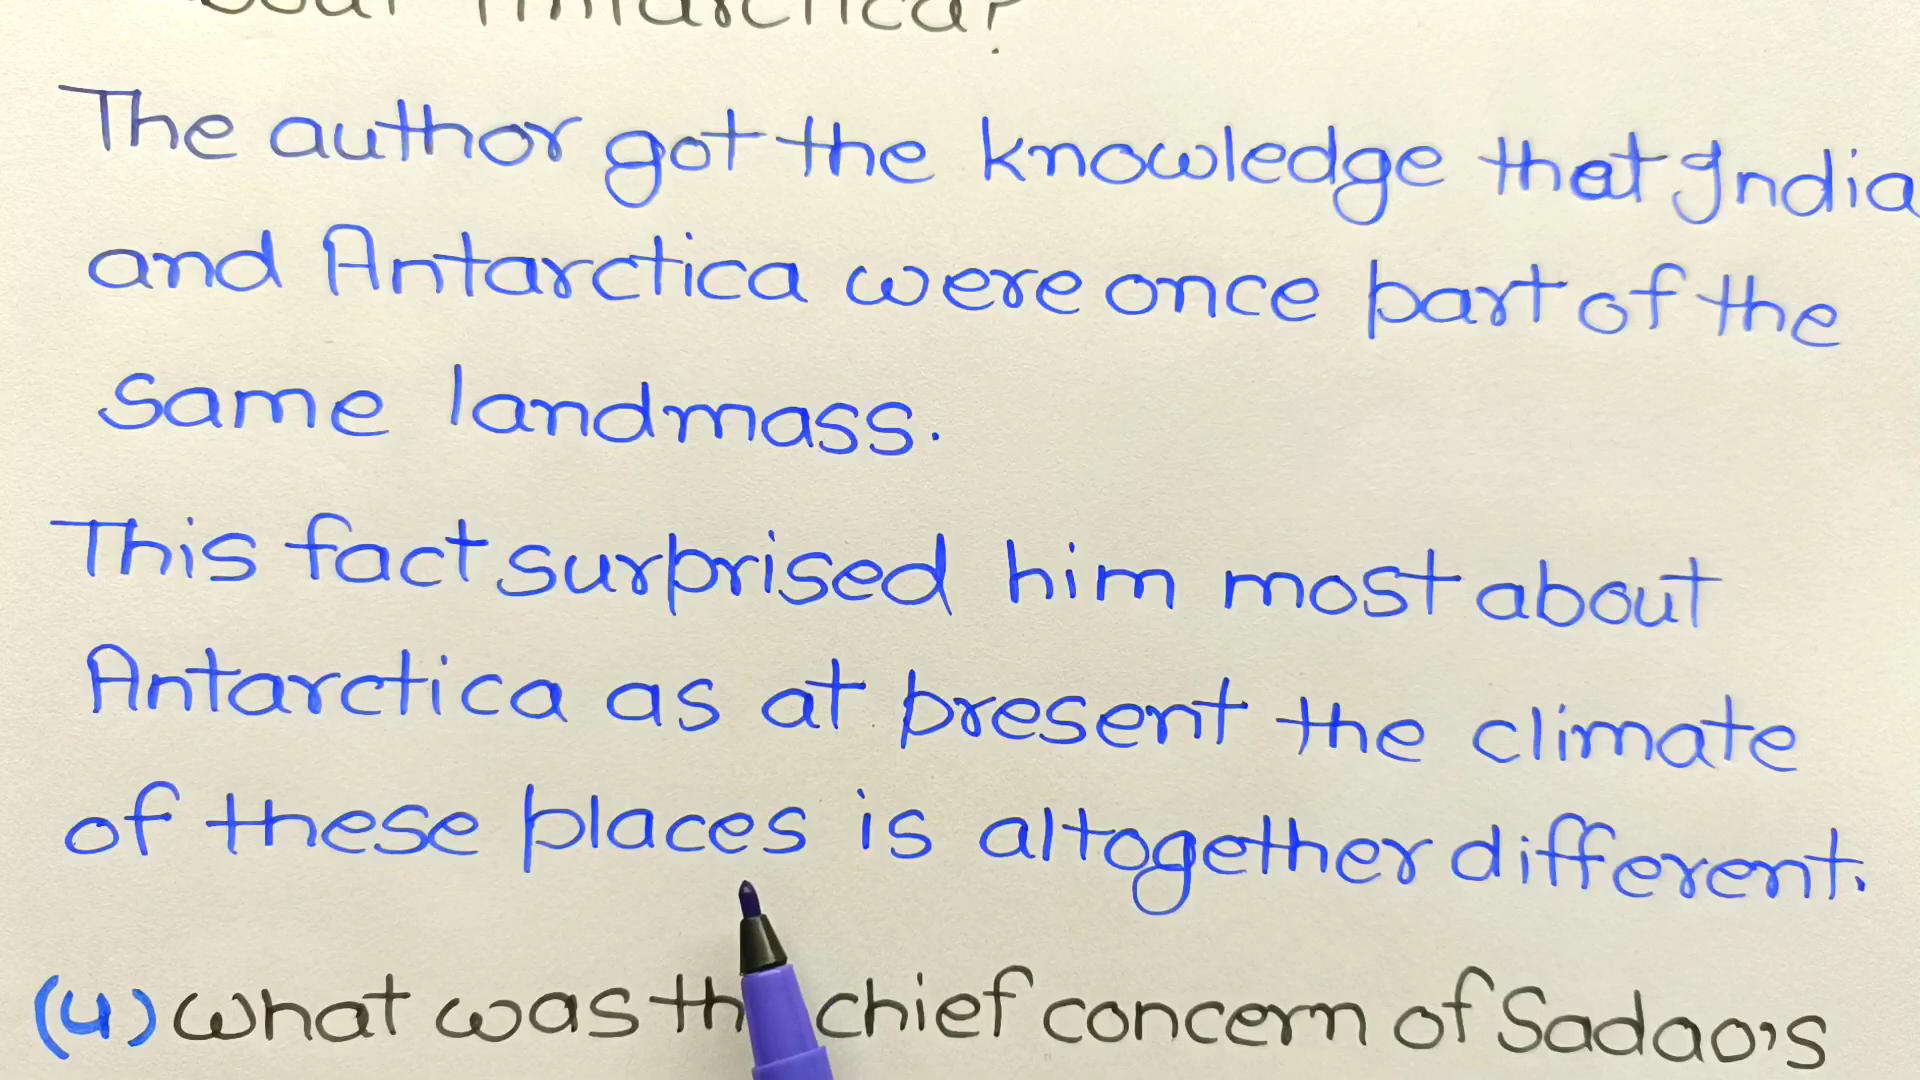 Antarctica?
The author got the knowledge that India
and Antarctica were once part of the
same landmass.
This fact surprised him most about
Antarctica as at present the climate
of these places is altogether different.
(4) What was th chief concern of Sadao's